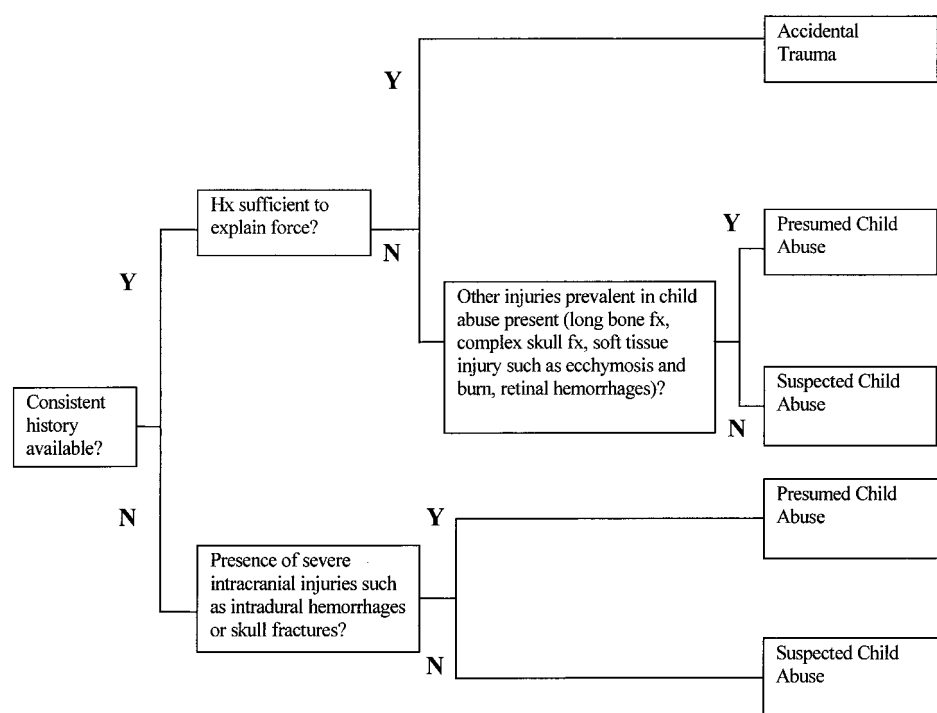 Accidental
Trauma
Y
Hx sufficient to
explain force?
N
Y
Presumed Child
Abuse
Y
Other injuries prevalent in child
abuse present (long bone fx,
complex skull fx, soft tissue
injury such as ecchymosis and
burn, retinal hemorrhages)?
Suspected Child
Abuse
N
Consistent
history
available?
N
Y
Presumed Child
Abuse
Presence of severe
intracranial injuries such
as intradural hemorrhages
or skull fractures?
N
Suspected Child
Abuse